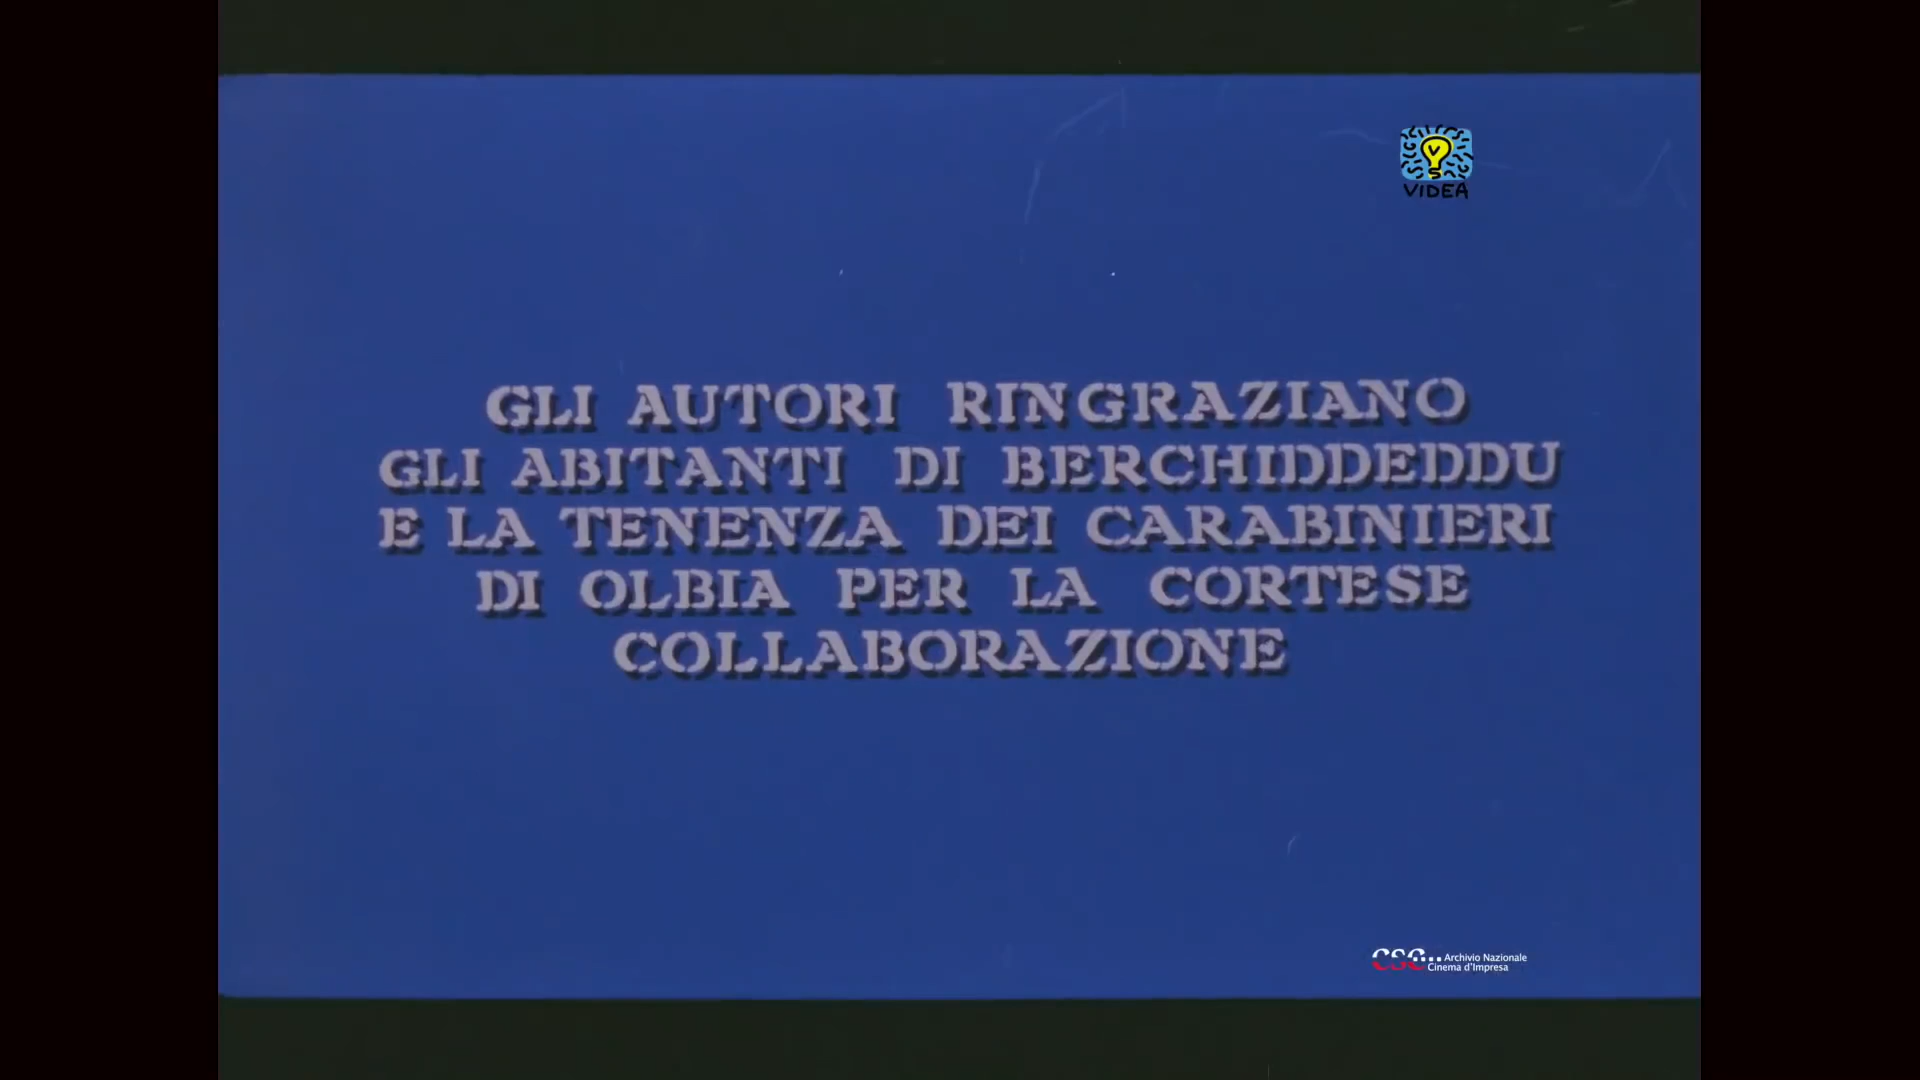 VIDEA
GLI AUTORI RINGRAZIANO
GLI ABITANTI DI BERCHIDDEDDU
E LA TENENZA DEI CARABINIERI
DI OLBIA PER LA CORTESE
COLLABORAZIONE
CSC... Archivio Nazionale
Cinema d'Impresa